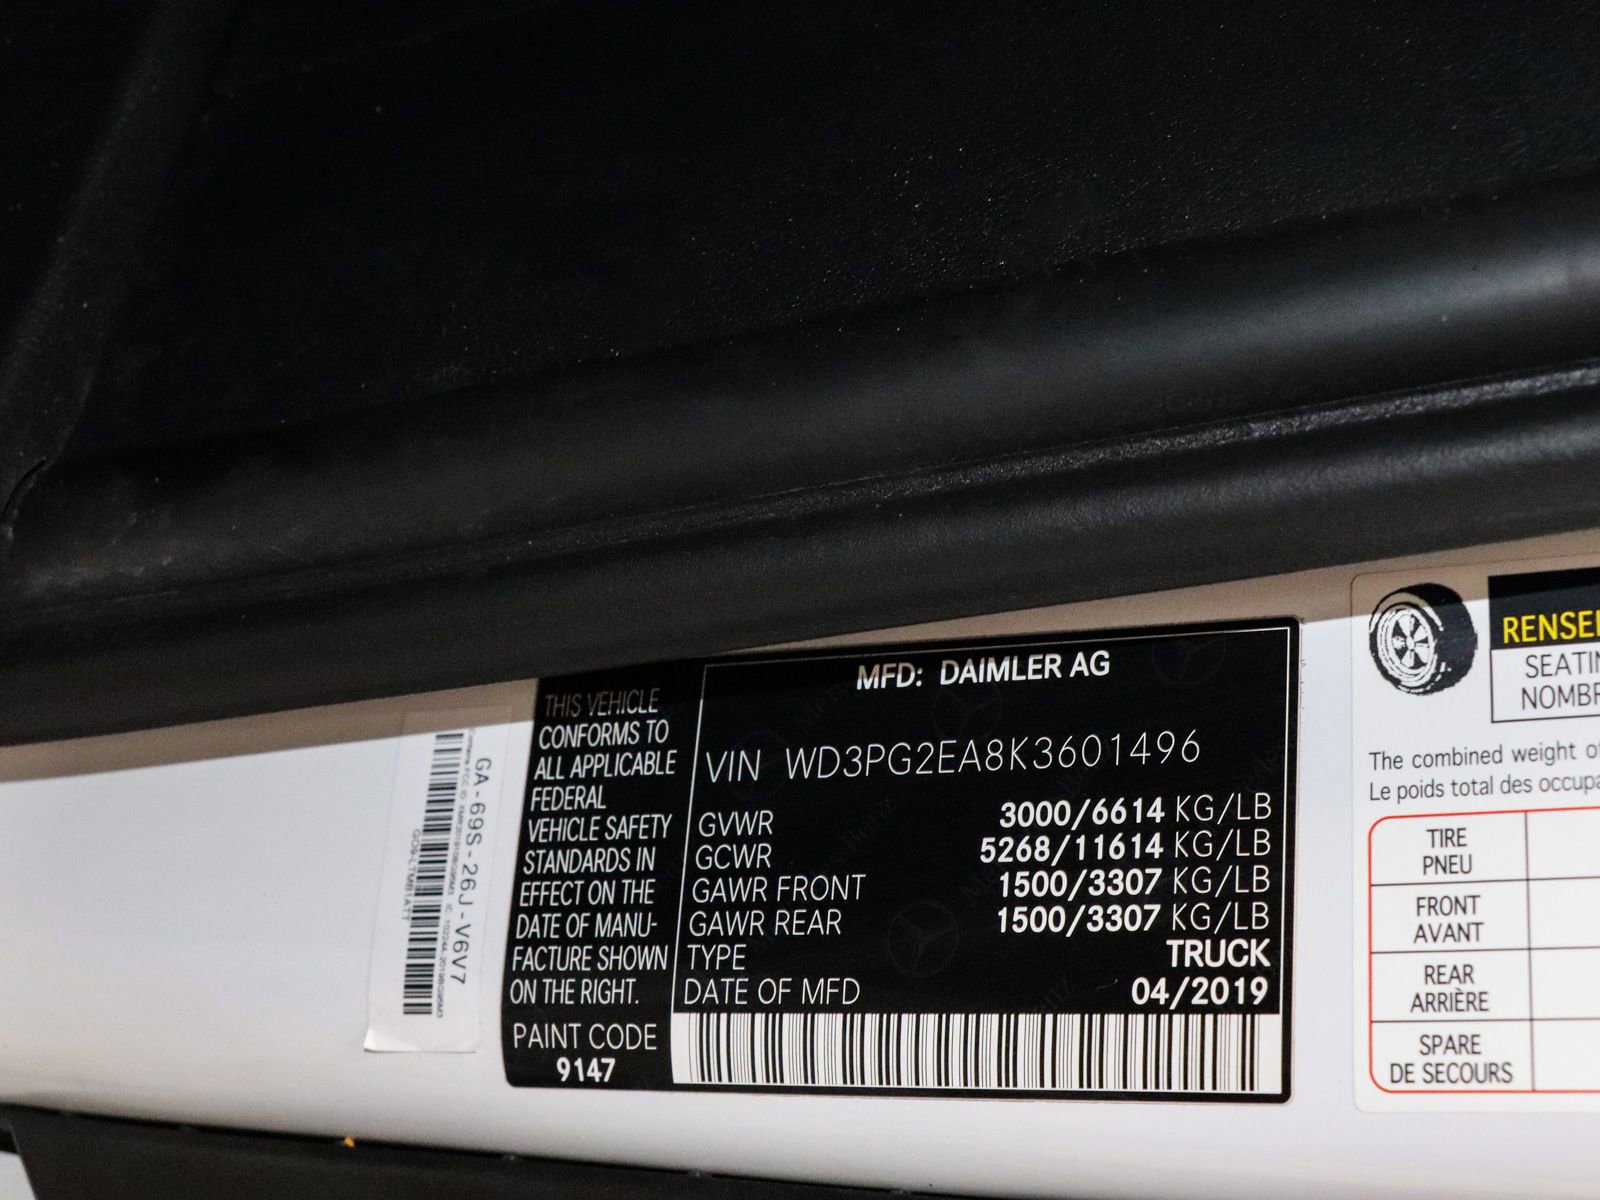 GA-69S-26J-V6V7
GO9-LTMB1AT7
THIS VEHICLE
CONFORMS TO
ALL APPLICABLE
FEDERAL
VEHICLE SAFETY
STANDARDS IN
EFFECT ON THE
DATE OF MANU-
FACTURE SHOWN
ON THE RIGHT.
PAINT CODE
9147
MFD: DAIMLER AG
VIN WD3PG2EA8K3601496
GVWR 3000/6614 KG/LB
GCWR 5268/11614 KG/LB
GAWR FRONT 1500/3307 KG/LB
GAWR REAR 1500/3307 KG/LB
TYPE TRUCK
DATE OF MFD 04/2019
RENSEI
SEATIN
NOMBR
The combined weight of
Le poids total des occupa
TIRE
PNEU
FRONT
AVANT
REAR
ARRIÈRE
SPARE
DE SECOURS